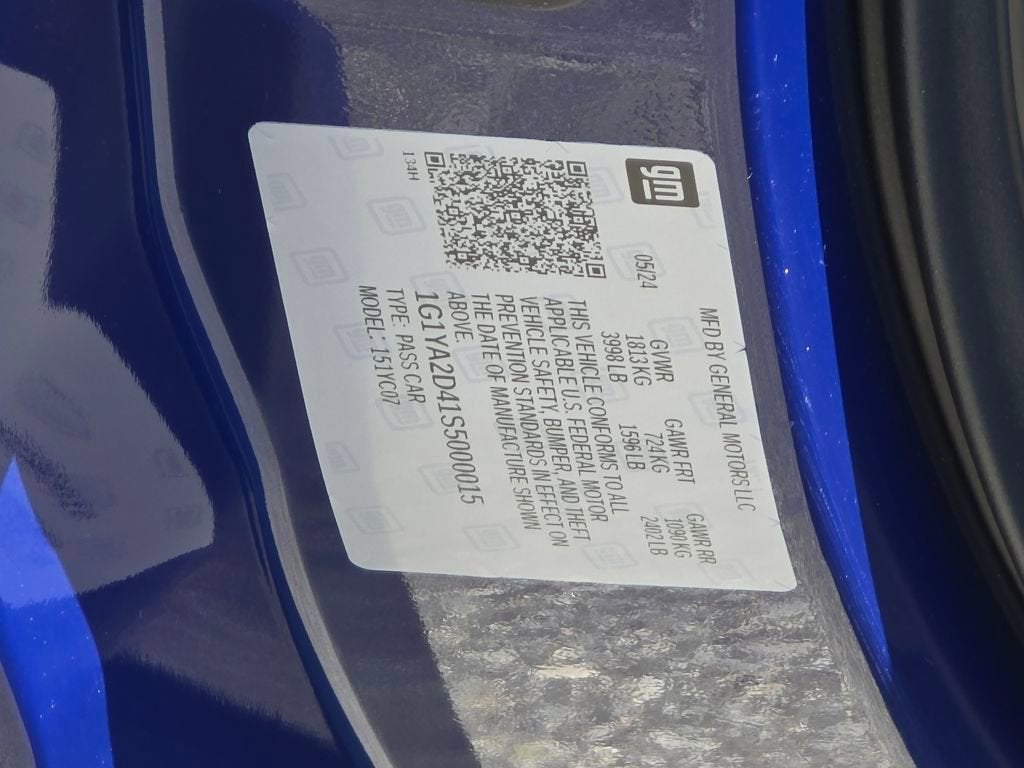 gm
05/24
MFD BY GENERAL MOTORS LLC
GVWR GAWR FRT GAWR RR
1813KG 724KG 1090KG
3998LB 1596LB 2402LB
THIS VEHICLE CONFORMS TO ALL
APPLICABLE U.S. FEDERAL MOTOR
VEHICLE SAFETY, BUMPER, AND THEFT
PREVENTION STANDARDS IN EFFECT ON
THE DATE OF MANUFACTURE SHOWN
ABOVE.
1G1YA2D41S5000015
TYPE: PASS CAR
MODEL: 151YC07
134H